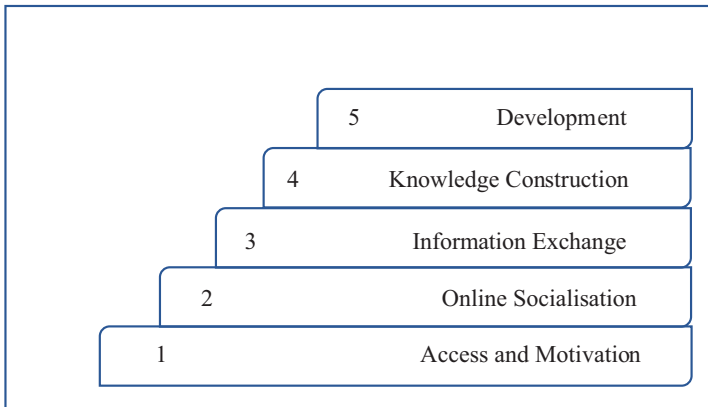 5 Development
4 Knowledge Construction
3 Information Exchange
2 Online Socialisation
1 Access and Motivation